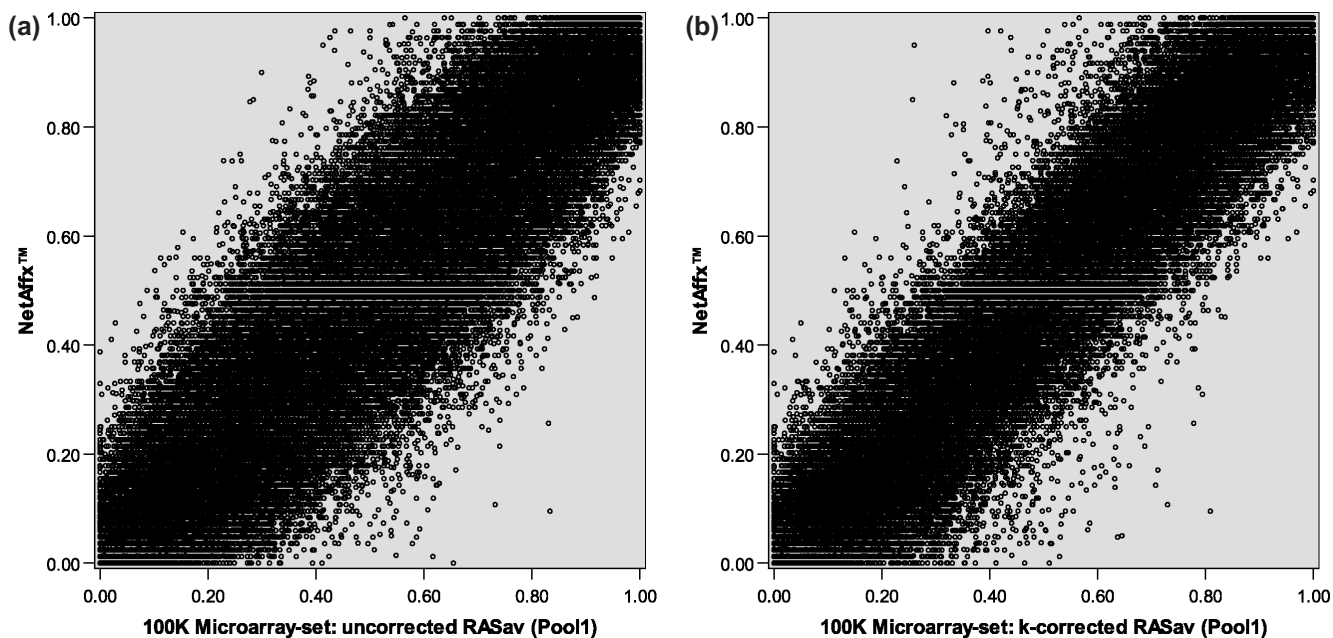 (a)
1.00
0.80
0.60
0.40
0.20
0.00
NetAffx™
0.00 0.20 0.40 0.60 0.80 1.00
100K Microarray-set: uncorrected RASav (Pool1)
(b)
1.00
0.80
0.60
0.40
0.20
0.00
NetAffx™
0.00 0.20 0.40 0.60 0.80 1.00
100K Microarray-set: k-corrected RASav (Pool1)